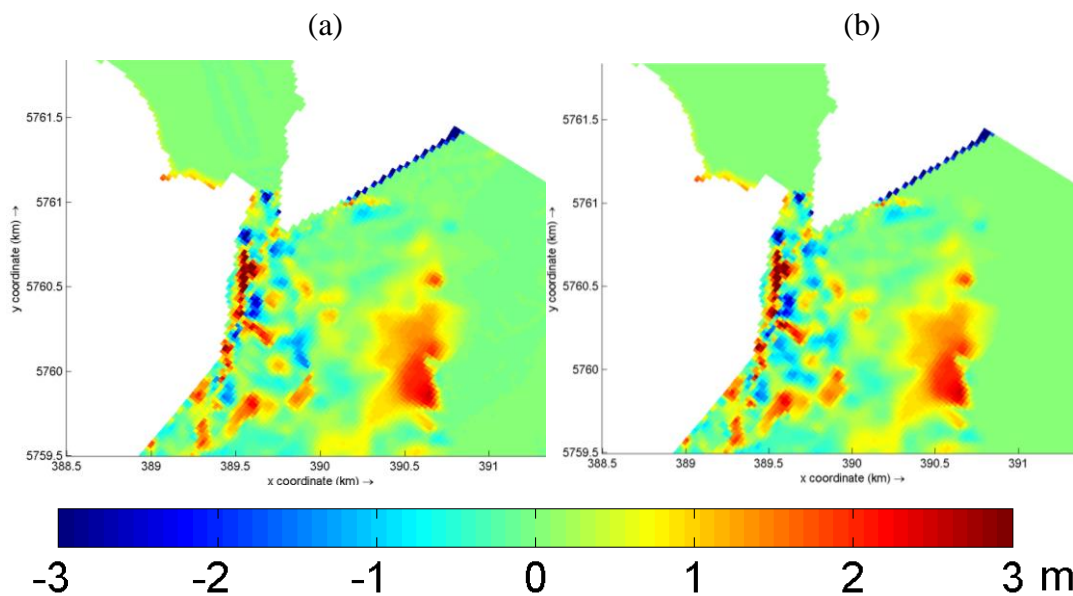 (a)
(b)
5761.5
5761
5760.5
5760
5759.5
y coordinate (km) →
388.5 389 389.5 390 390.5 391
x coordinate (km) →
5761.5
5761
5760.5
5760
5759.5
y coordinate (km) →
388.5 389 389.5 390 390.5 391
x coordinate (km) →
-3 -2 -1 0 1 2 3 m